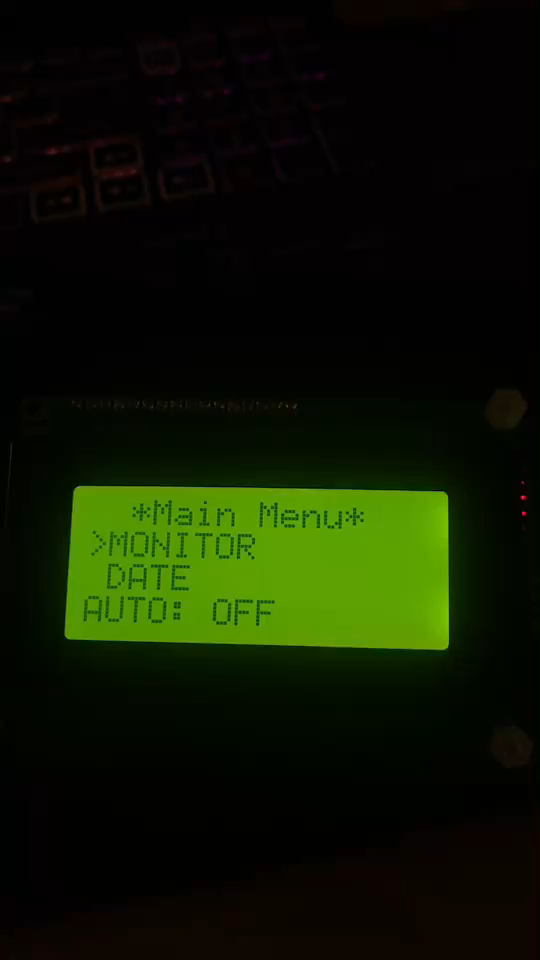 *Main Menu*
>MONITOR
DATE
AUTO: OFF